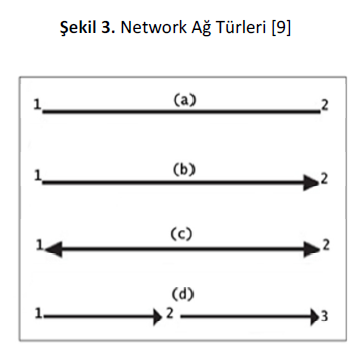 Şekil 3. Network Ağ Türleri [9]
(a)
1 2
(b)
1 2
(c)
1 2
(d)
1 2 3